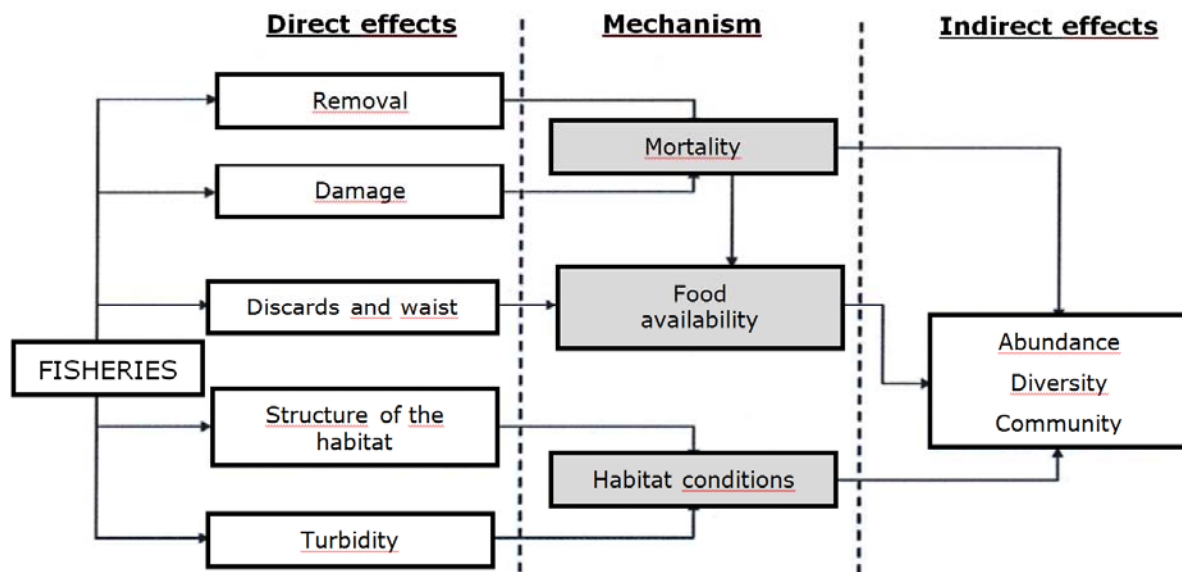 Direct effects
Mechanism
Indirect effects
Removal
Mortality
Damage
Discards and waist
Food
availability
FISHERIES
Abundance
Diversity
Community
Structure of the
habitat
Habitat conditions
Turbidity